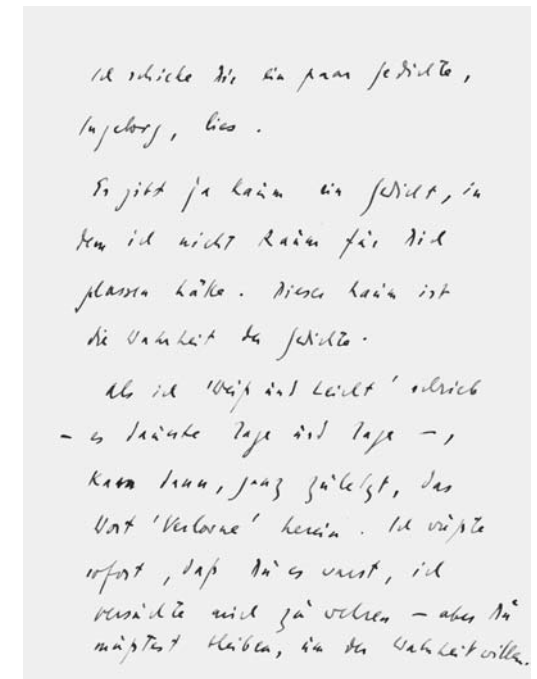 Ich schicke Dir ein paar Gedichte,
Ingeborg, lies.
Es gibt ja kaum ein Gedicht, in
dem ich nicht Raum für Dich
gelassen hätte. Dieser Raum ist
die Wahrheit der Gedichte.
Als ich 'Weiß und Leicht' schrieb
– es dauerte Tage und Tage –,
kam dann, ganz zuletzt, das
Wort 'Verlorne' herein. Ich wußte
sofort, daß Du es warst, ich
versuchte mich zu wehren – aber Du
mußtest bleiben, um der Wahrheit willen.